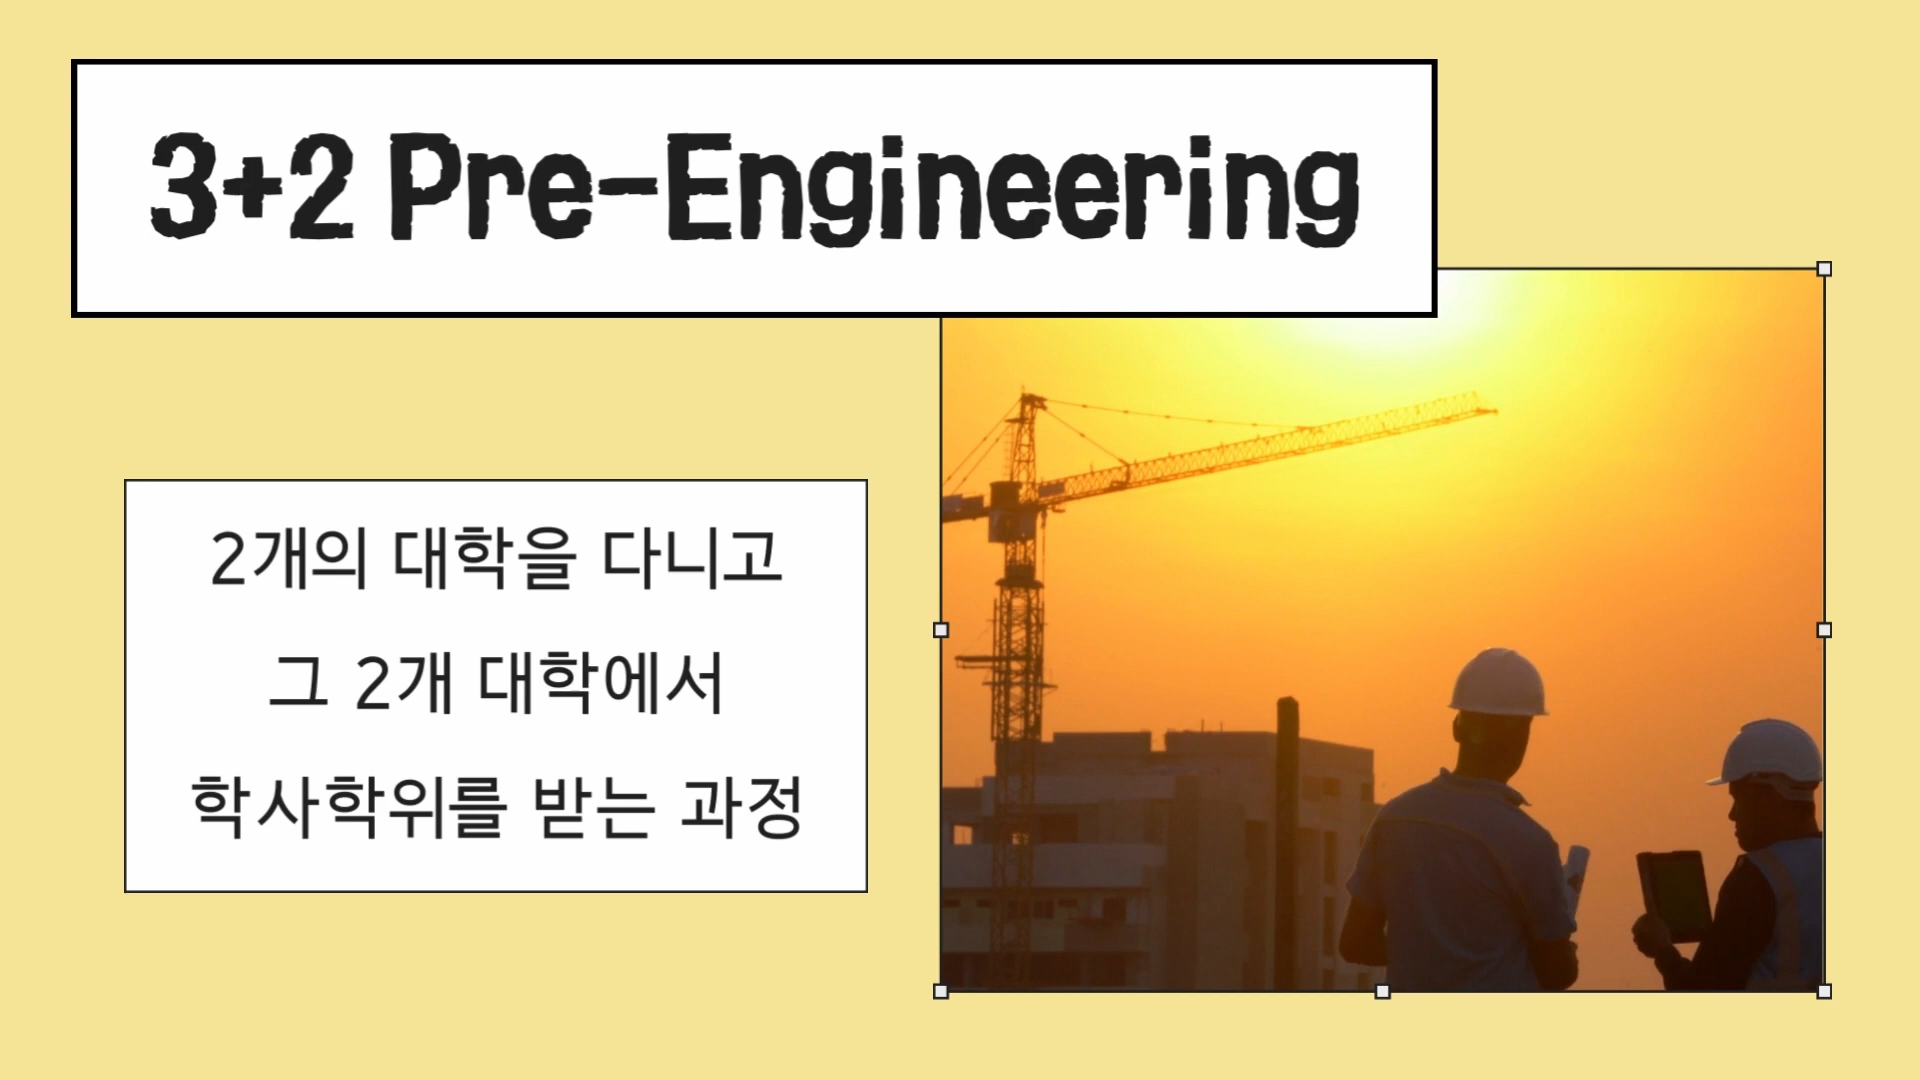 3+2 Pre-Engineering
2개의 대학을 다니고
그 2개 대학에서
학사학위를 받는 과정